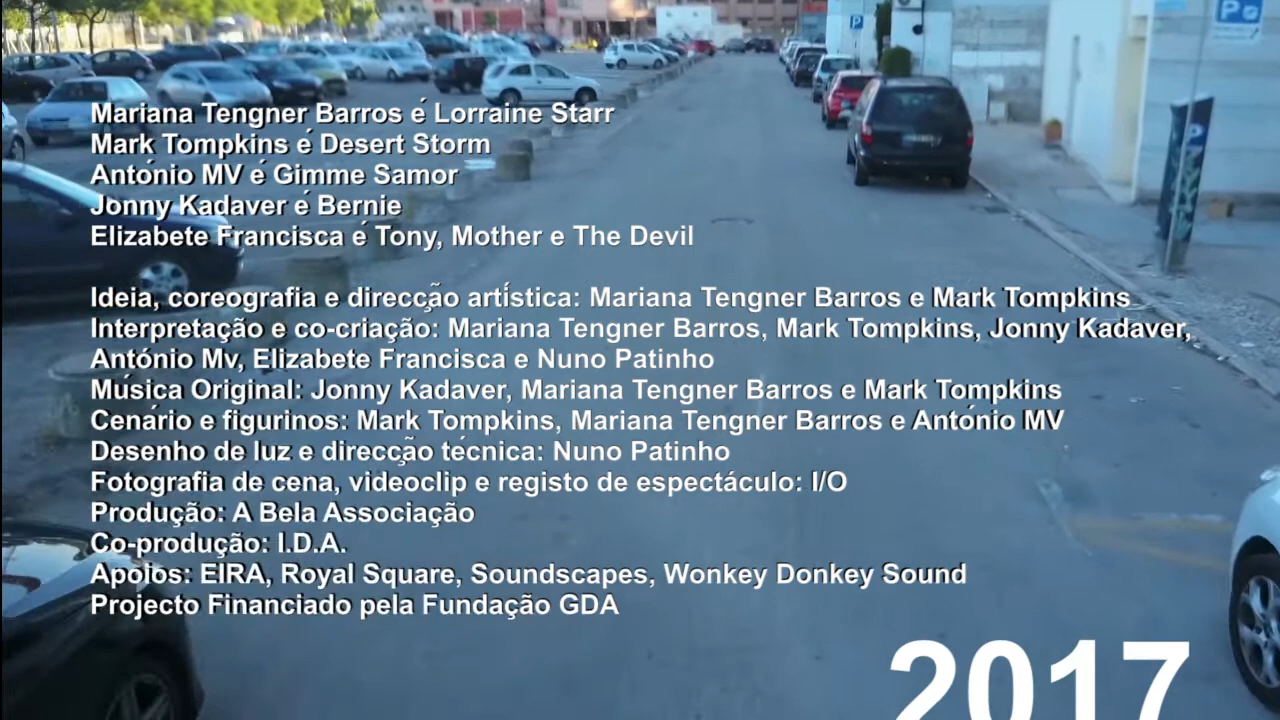 Mariana Tengner Barros é Lorraine Starr
Mark Tompkins é Desert Storm
António MV é Gimme Samor
Jonny Kadaver é Bernie
Elizabete Francisca é Tony, Mother e The Devil
Ideia, coreografia e direcção artística: Mariana Tengner Barros e Mark Tompkins
Interpretação e co-criação: Mariana Tengner Barros, Mark Tompkins, Jonny Kadaver,
António Mv, Elizabete Francisca e Nuno Patinho
Música Original: Jonny Kadaver, Mariana Tengner Barros e Mark Tompkins
Cenário e figurinos: Mark Tompkins, Mariana Tengner Barros e António MV
Desenho de luz e direcção técnica: Nuno Patinho
Fotografia de cena, videoclip e registo de espectáculo: I/O
Produção: A Bela Associação
Co-produção: I.D.A.
Apoios: EIRA, Royal Square, Soundscapes, Wonkey Donkey Sound
Projecto Financiado pela Fundação GDA
2017
P
P